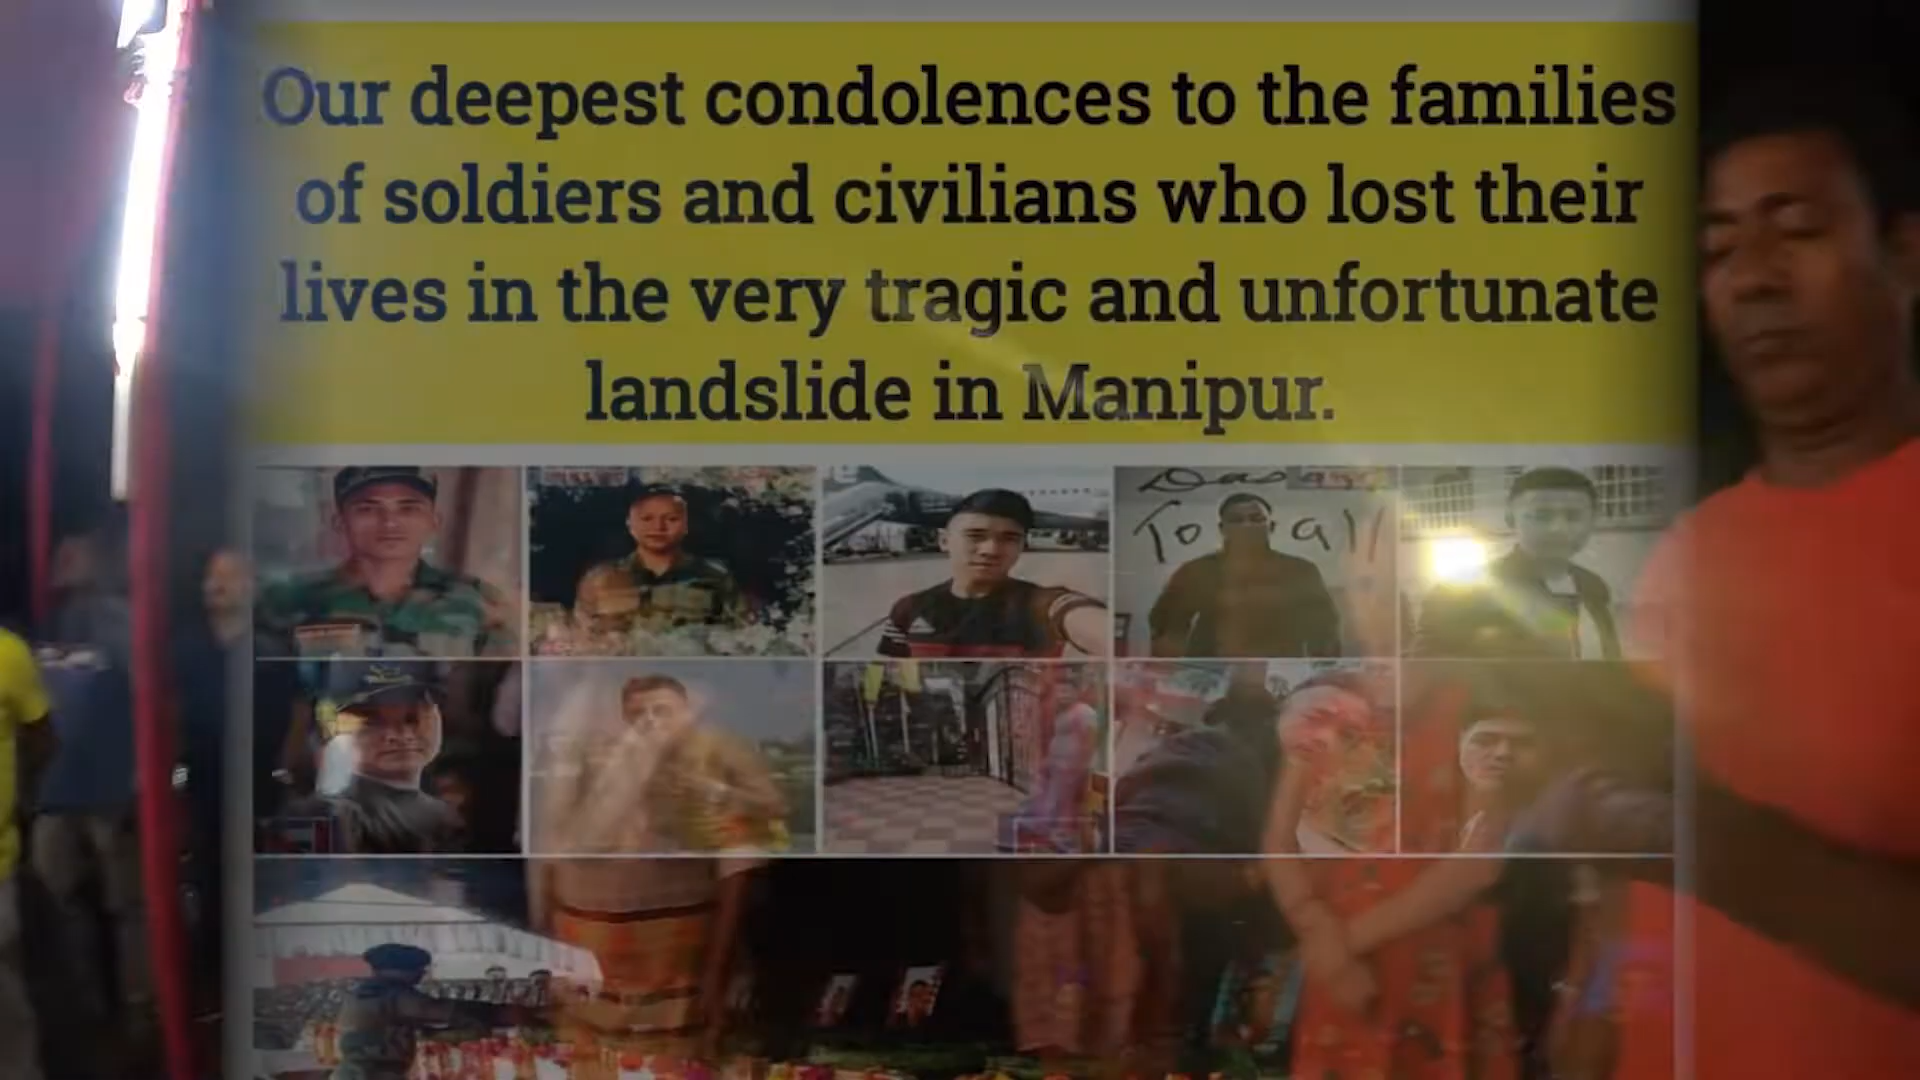 Our deepest condolences to the families
of soldiers and civilians who lost their
lives in the very tragic and unfortunate
landslide in Manipur.
To